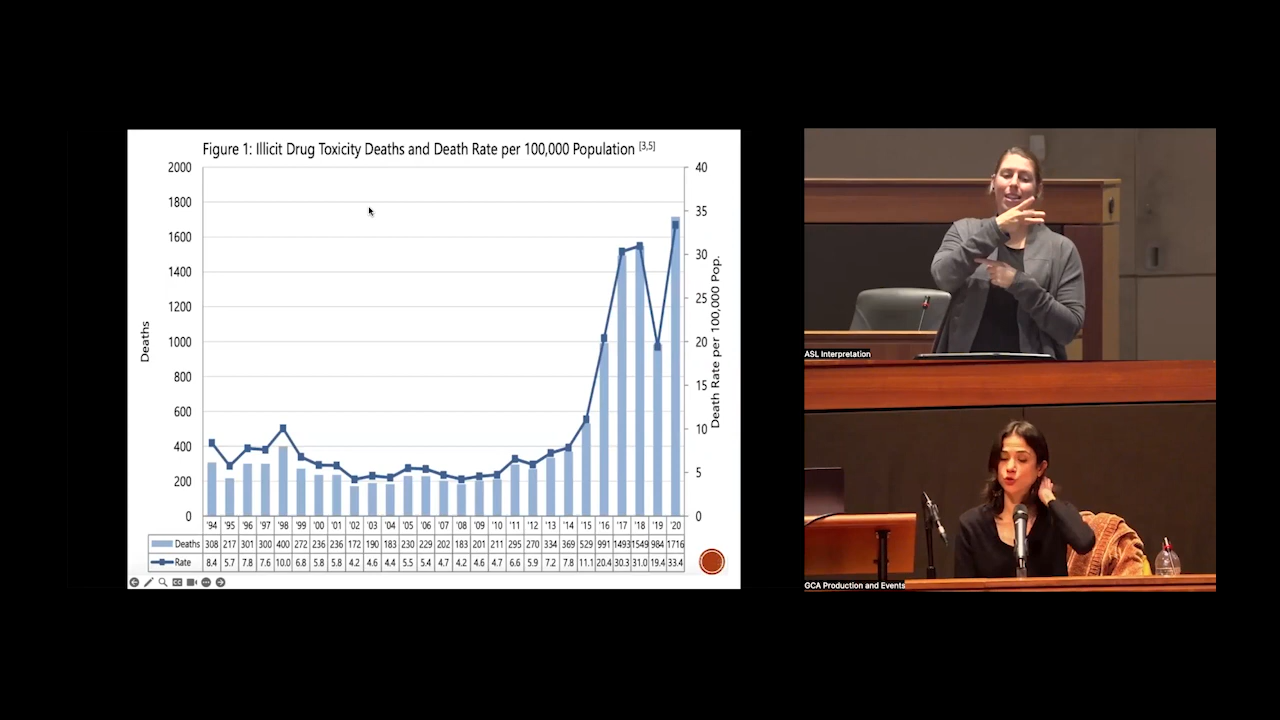 Figure 1: Illicit Drug Toxicity Deaths and Death Rate per 100,000 Population [3,5]
2000
1800
1600
1400
1200
1000
800
600
400
200
0
Deaths
40
35
30
25
20
15
10
5
0
Death Rate per 100,000 Pop.
'94 '95 '96 '97 '98 '99 '00 '01 '02 '03 '04 '05 '06 '07 '08 '09 '10 '11 '12 '13 '14 '15 '16 '17 '18 '19 '20
Deaths 308 217 301 300 400 272 236 236 172 190 183 230 229 202 183 201 211 295 270 334 369 529 991 1493 1549 984 1716
Rate 8.4 5.7 7.8 7.6 10.0 6.8 5.8 5.8 4.2 4.6 4.4 5.5 5.4 4.7 4.2 4.6 4.7 6.6 5.9 7.2 7.8 11.1 20.4 30.3 31.0 19.4 33.4
ASL Interpretation
GCA Production and Events